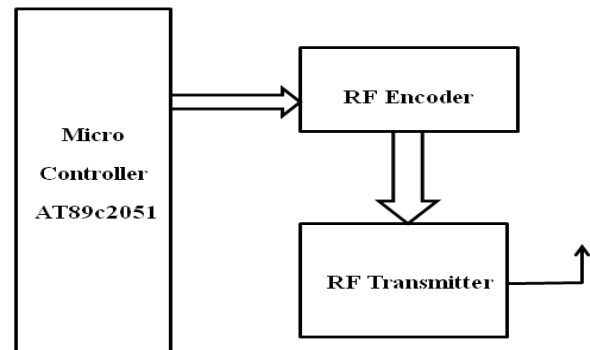 Micro
Controller
AT89c2051
RF Encoder
RF Transmitter